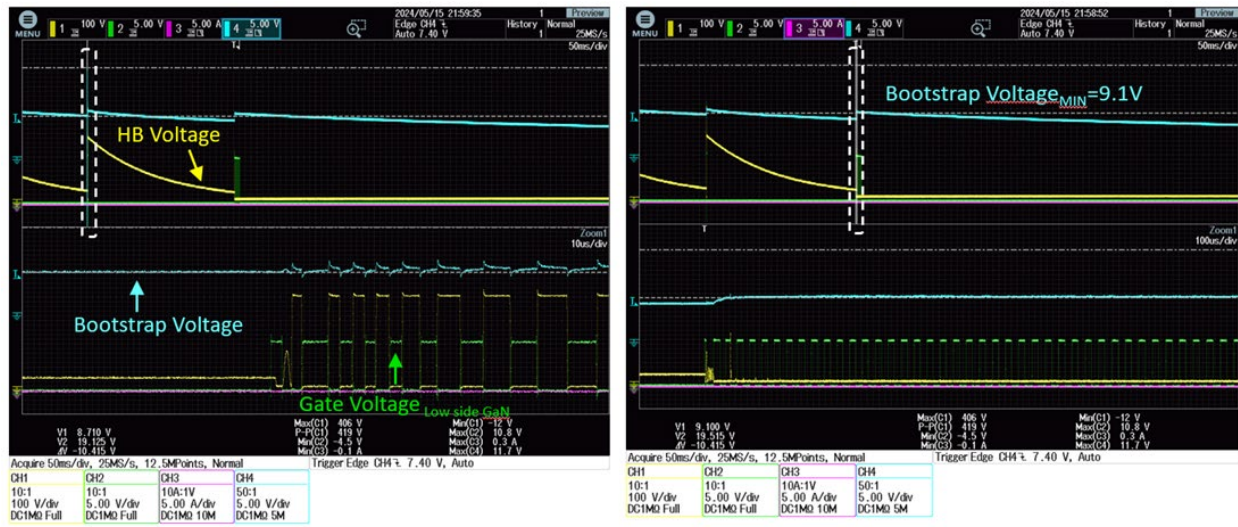 2024/05/15 21:59:35 1 Preview
MENU 1 100 V 2 5.00 V 3 5.00 A 4 5.00 V Edge CH4 Auto 7.40 V History 1 Normal 25MS/s
50ms/div
HB Voltage
Zoom1
10us/div
Bootstrap Voltage
Gate Voltage Low side GaN
V1 8.710 V
V2 19.125 V
ΔV -10.415 V
Max(C1) 406 V Min(C1) -12 V
P-P(C1) 419 V Max(C2) 10.8 V
Min(C2) -4.5 V Max(C3) 0.3 A
Min(C3) -0.1 A Max(C4) 11.7 V
Acquire 50ms/div, 25MS/s, 12.5MPoints, Normal Trigger Edge CH4 7.40 V, Auto
CH1 CH2 CH3 CH4
10:1 10:1 10A:1V 50:1
100 V/div 5.00 V/div 5.00 A/div 5.00 V/div
DC1MΩ Full DC1MΩ Full DC1MΩ 10M DC1MΩ 5M
2024/05/15 21:58:52 1 Preview
MENU 1 100 V 2 5.00 V 3 5.00 A 4 5.00 V Edge CH4 Auto 7.40 V History 1 Normal 25MS/s
50ms/div
Bootstrap Voltage MIN=9.1V
Zoom1
100us/div
V1 9.100 V
V2 19.515 V
ΔV -10.415 V
Max(C1) 406 V Min(C1) -12 V
P-P(C1) 419 V Max(C2) 10.8 V
Min(C2) -4.5 V Max(C3) 0.3 A
Min(C3) -0.1 A Max(C4) 11.7 V
Acquire 50ms/div, 25MS/s, 12.5MPoints, Normal Trigger Edge CH4 7.40 V, Auto
CH1 CH2 CH3 CH4
10:1 10:1 10A:1V 50:1
100 V/div 5.00 V/div 5.00 A/div 5.00 V/div
DC1MΩ Full DC1MΩ Full DC1MΩ 10M DC1MΩ 5M